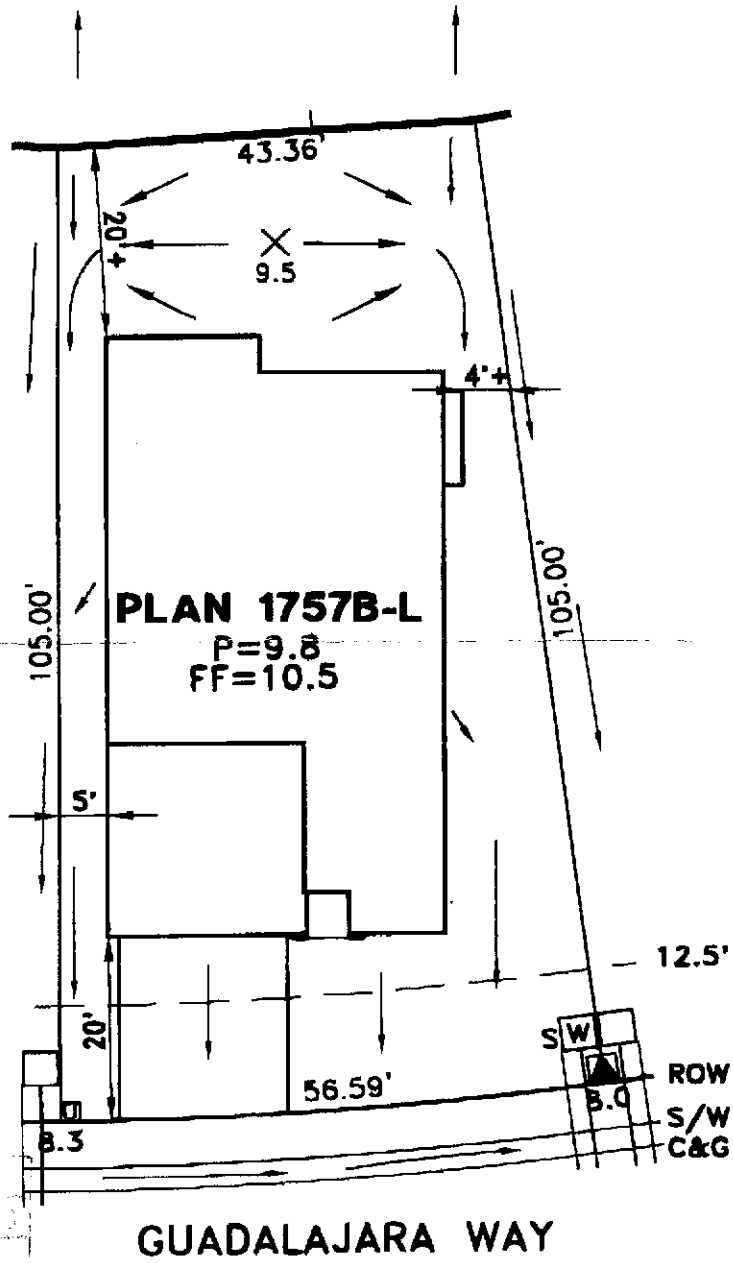 43.36'
20'+
9.5
4'+
105.00'
105.00'
PLAN 1757B-L
P=9.8
FF=10.5
5'
12.5'
20'
S W
56.59'
ROW
8.0
8.3
S/W
C&G
GUADALAJARA WAY